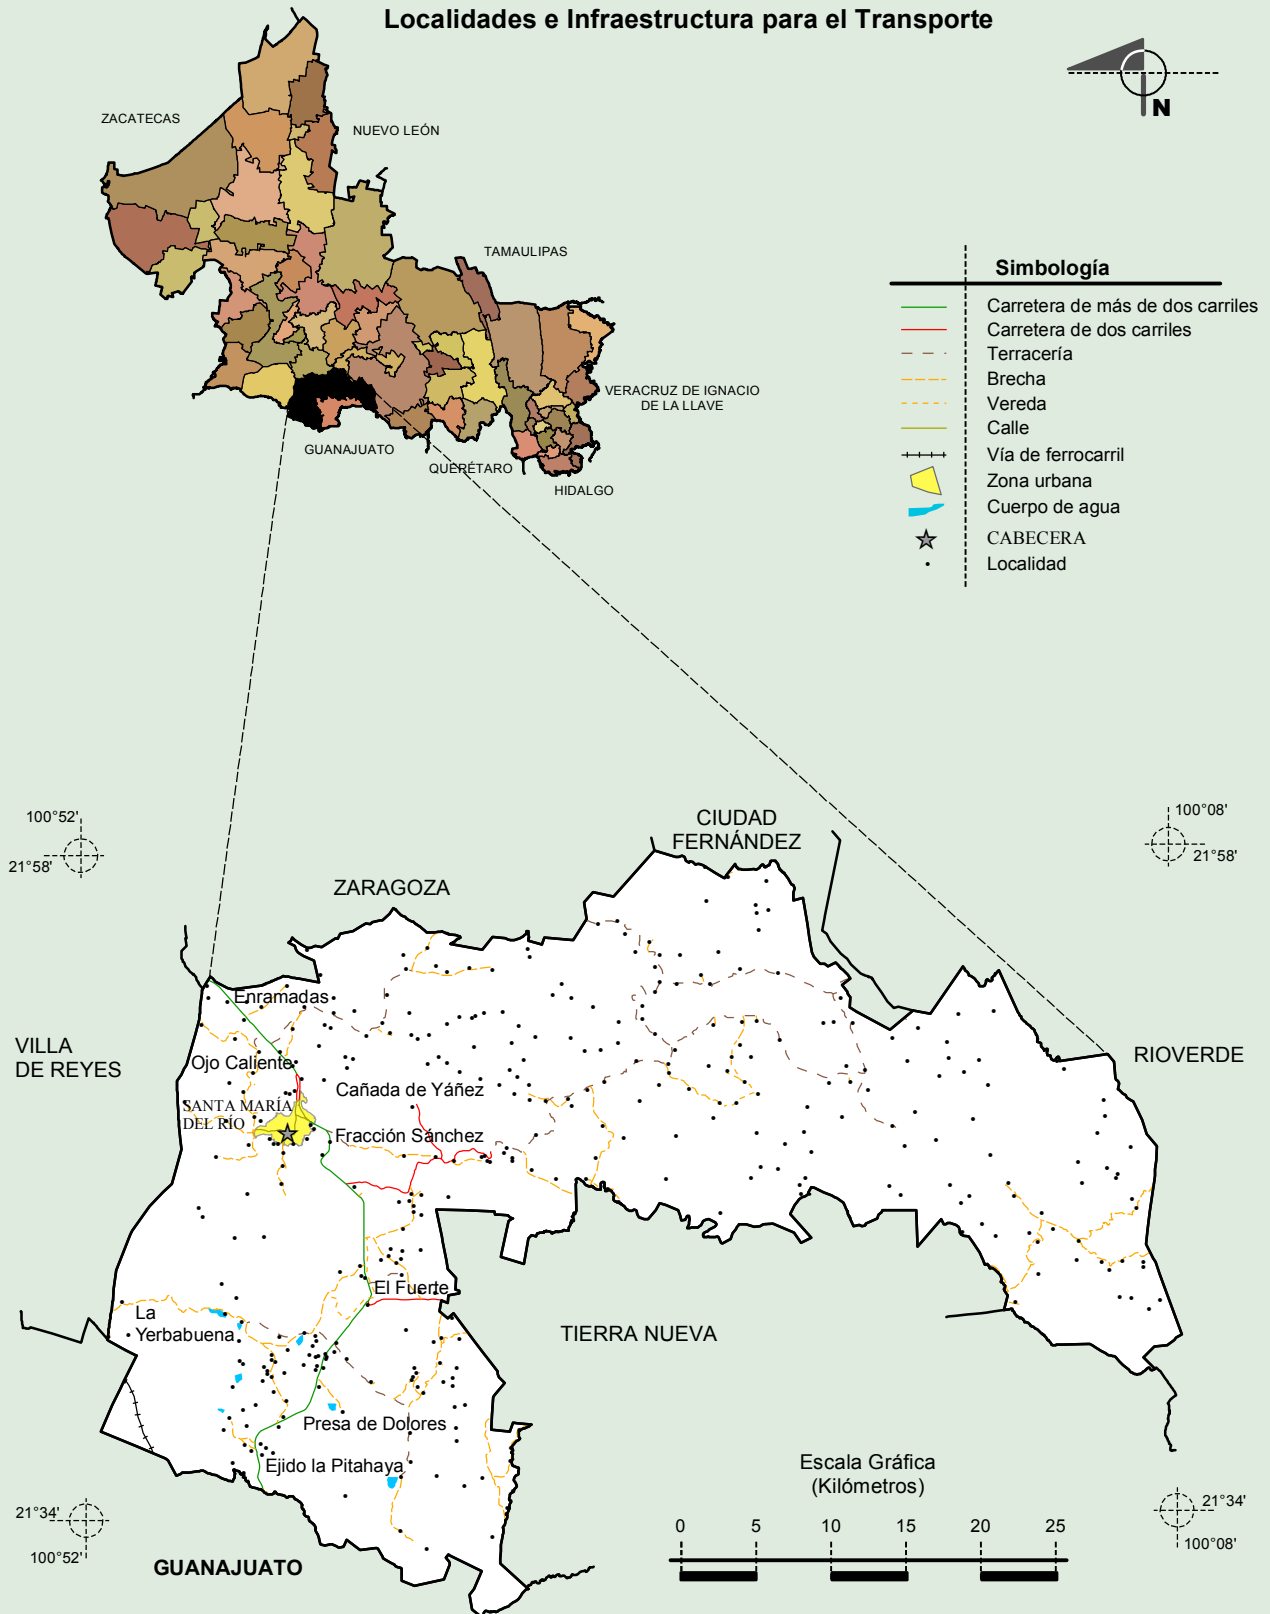 Localidades e Infraestructura para el Transporte
N
ZACATECAS
NUEVO LEÓN
TAMAULIPAS
VERACRUZ DE IGNACIO
DE LA LLAVE
GUANAJUATO
QUERÉTARO
HIDALGO
Simbología
Carretera de más de dos carriles
Carretera de dos carriles
Terracería
Brecha
Vereda
Calle
Vía de ferrocarril
Zona urbana
Cuerpo de agua
CABECERA
Localidad
100°52'
21°58'
100°08'
21°58'
CIUDAD
FERNÁNDEZ
ZARAGOZA
VILLA
DE REYES
RIOVERDE
Enramadas
Ojo Caliente
Cañada de Yáñez
SANTA MARÍA
DEL RÍO
Fracción Sánchez
El Fuerte
La
Yerbabuena
TIERRA NUEVA
Presa de Dolores
Ejido la Pitahaya
Escala Gráfica
(Kilómetros)
0 5 10 15 20 25
21°34'
100°52'
21°34'
100°08'
GUANAJUATO